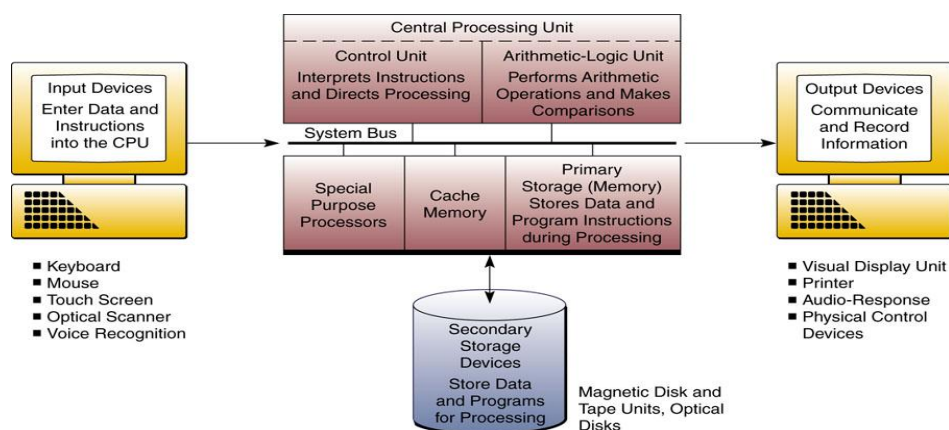 Central Processing Unit
Control Unit
Interprets Instructions
and Directs Processing
Arithmetic-Logic Unit
Performs Arithmetic
Operations and Makes
Comparisons
Input Devices
Enter Data and
Instructions
into the CPU
System Bus
Output Devices
Communicate
and Record
Information
Special
Purpose
Processors
Cache
Memory
Primary
Storage (Memory)
Stores Data and
Program Instructions
during Processing
Keyboard
Mouse
Touch Screen
Optical Scanner
Voice Recognition
Visual Display Unit
Printer
Audio-Response
Physical Control
Devices
Secondary
Storage
Devices
Store Data
and Programs
for Processing
Magnetic Disk and
Tape Units, Optical
Disks